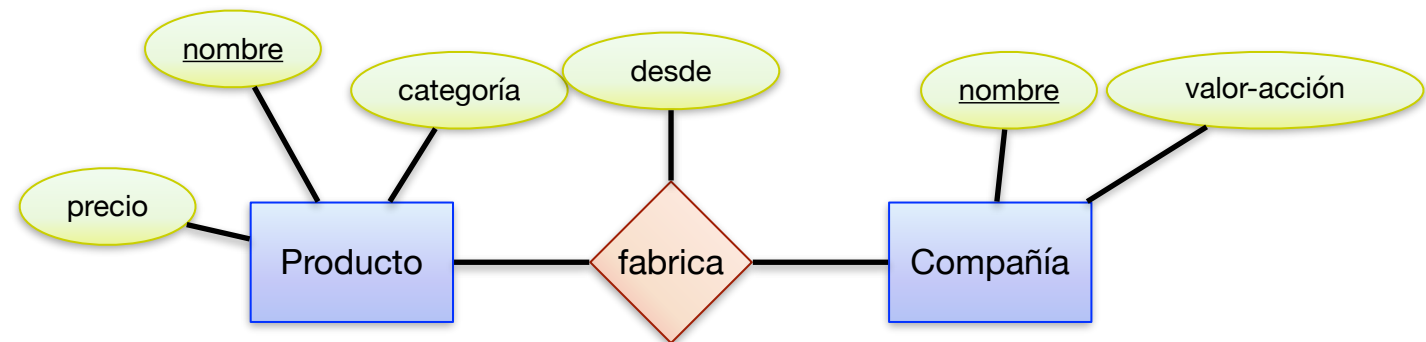 nombre
categoría
desde
nombre
valor-acción
precio
Producto
fabrica
Compañía